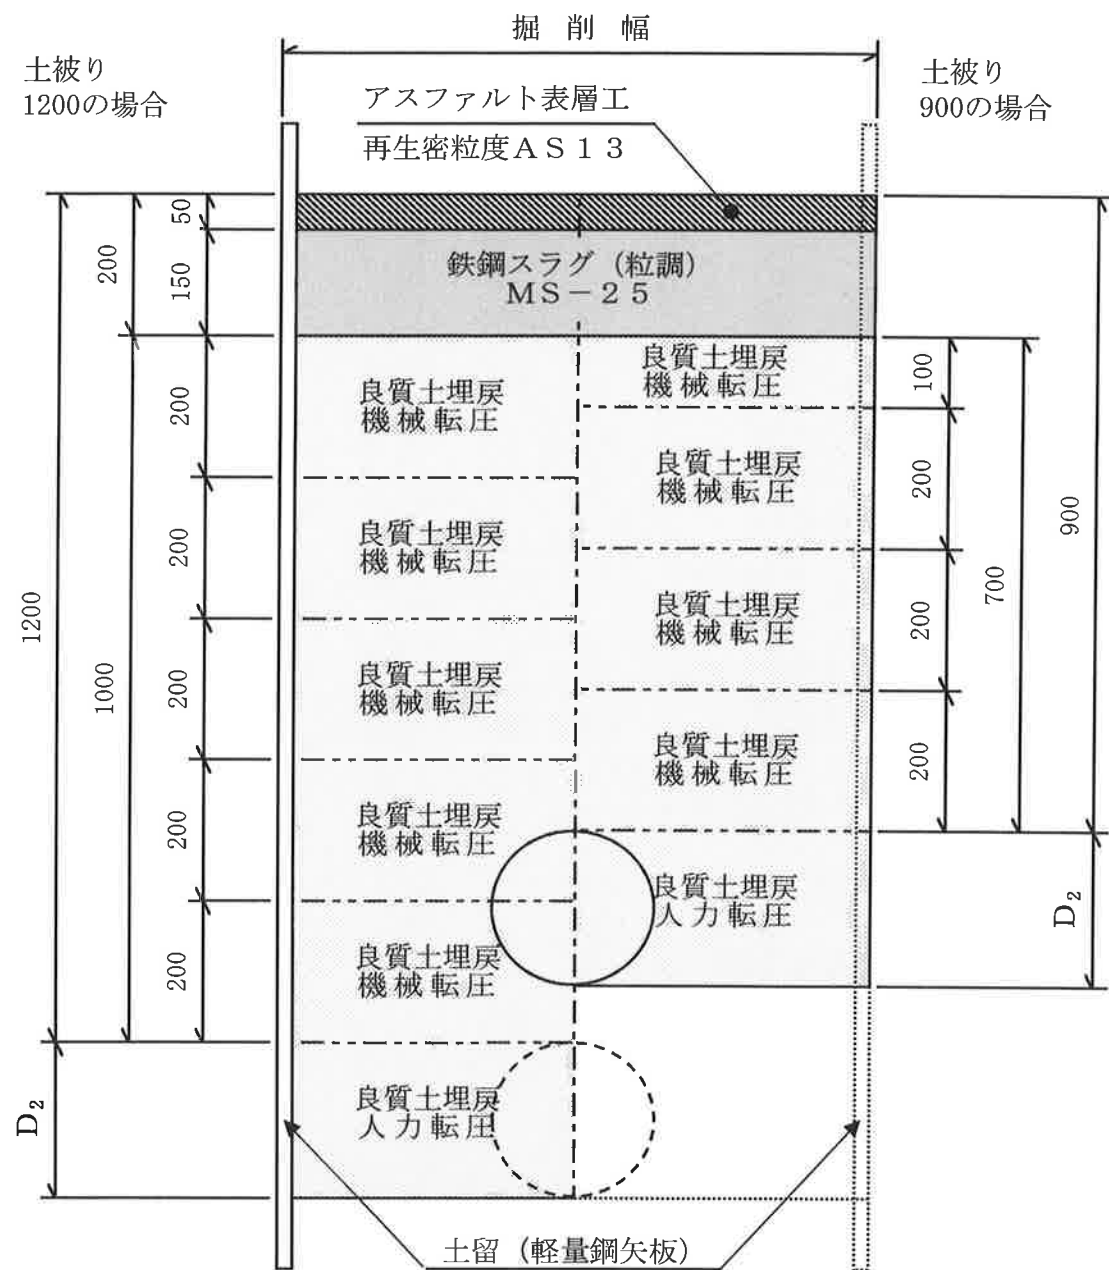 掘削幅
土被り
1200の場合
土被り
900の場合
アスファルト表層工
再生密粒度AS13
50
200
150
鉄鋼スラグ（粒調）
MS－25
良質土埋戻
機械転圧
100
200
良質土埋戻
機械転圧
良質土埋戻
機械転圧
200
900
200
良質土埋戻
機械転圧
良質土埋戻
機械転圧
200
700
1200
1000
200
良質土埋戻
機械転圧
良質土埋戻
機械転圧
200
200
良質土埋戻
機械転圧
良質土埋戻
人力転圧
D₂
200
良質土埋戻
機械転圧
D₂
良質土埋戻
人力転圧
土留（軽量鋼矢板）